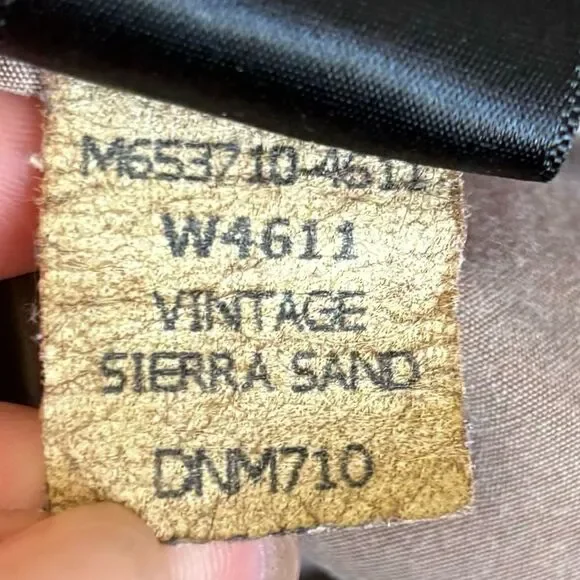 M653710-4611
W4611
VINTAGE
SIERRA SAND
DNM710